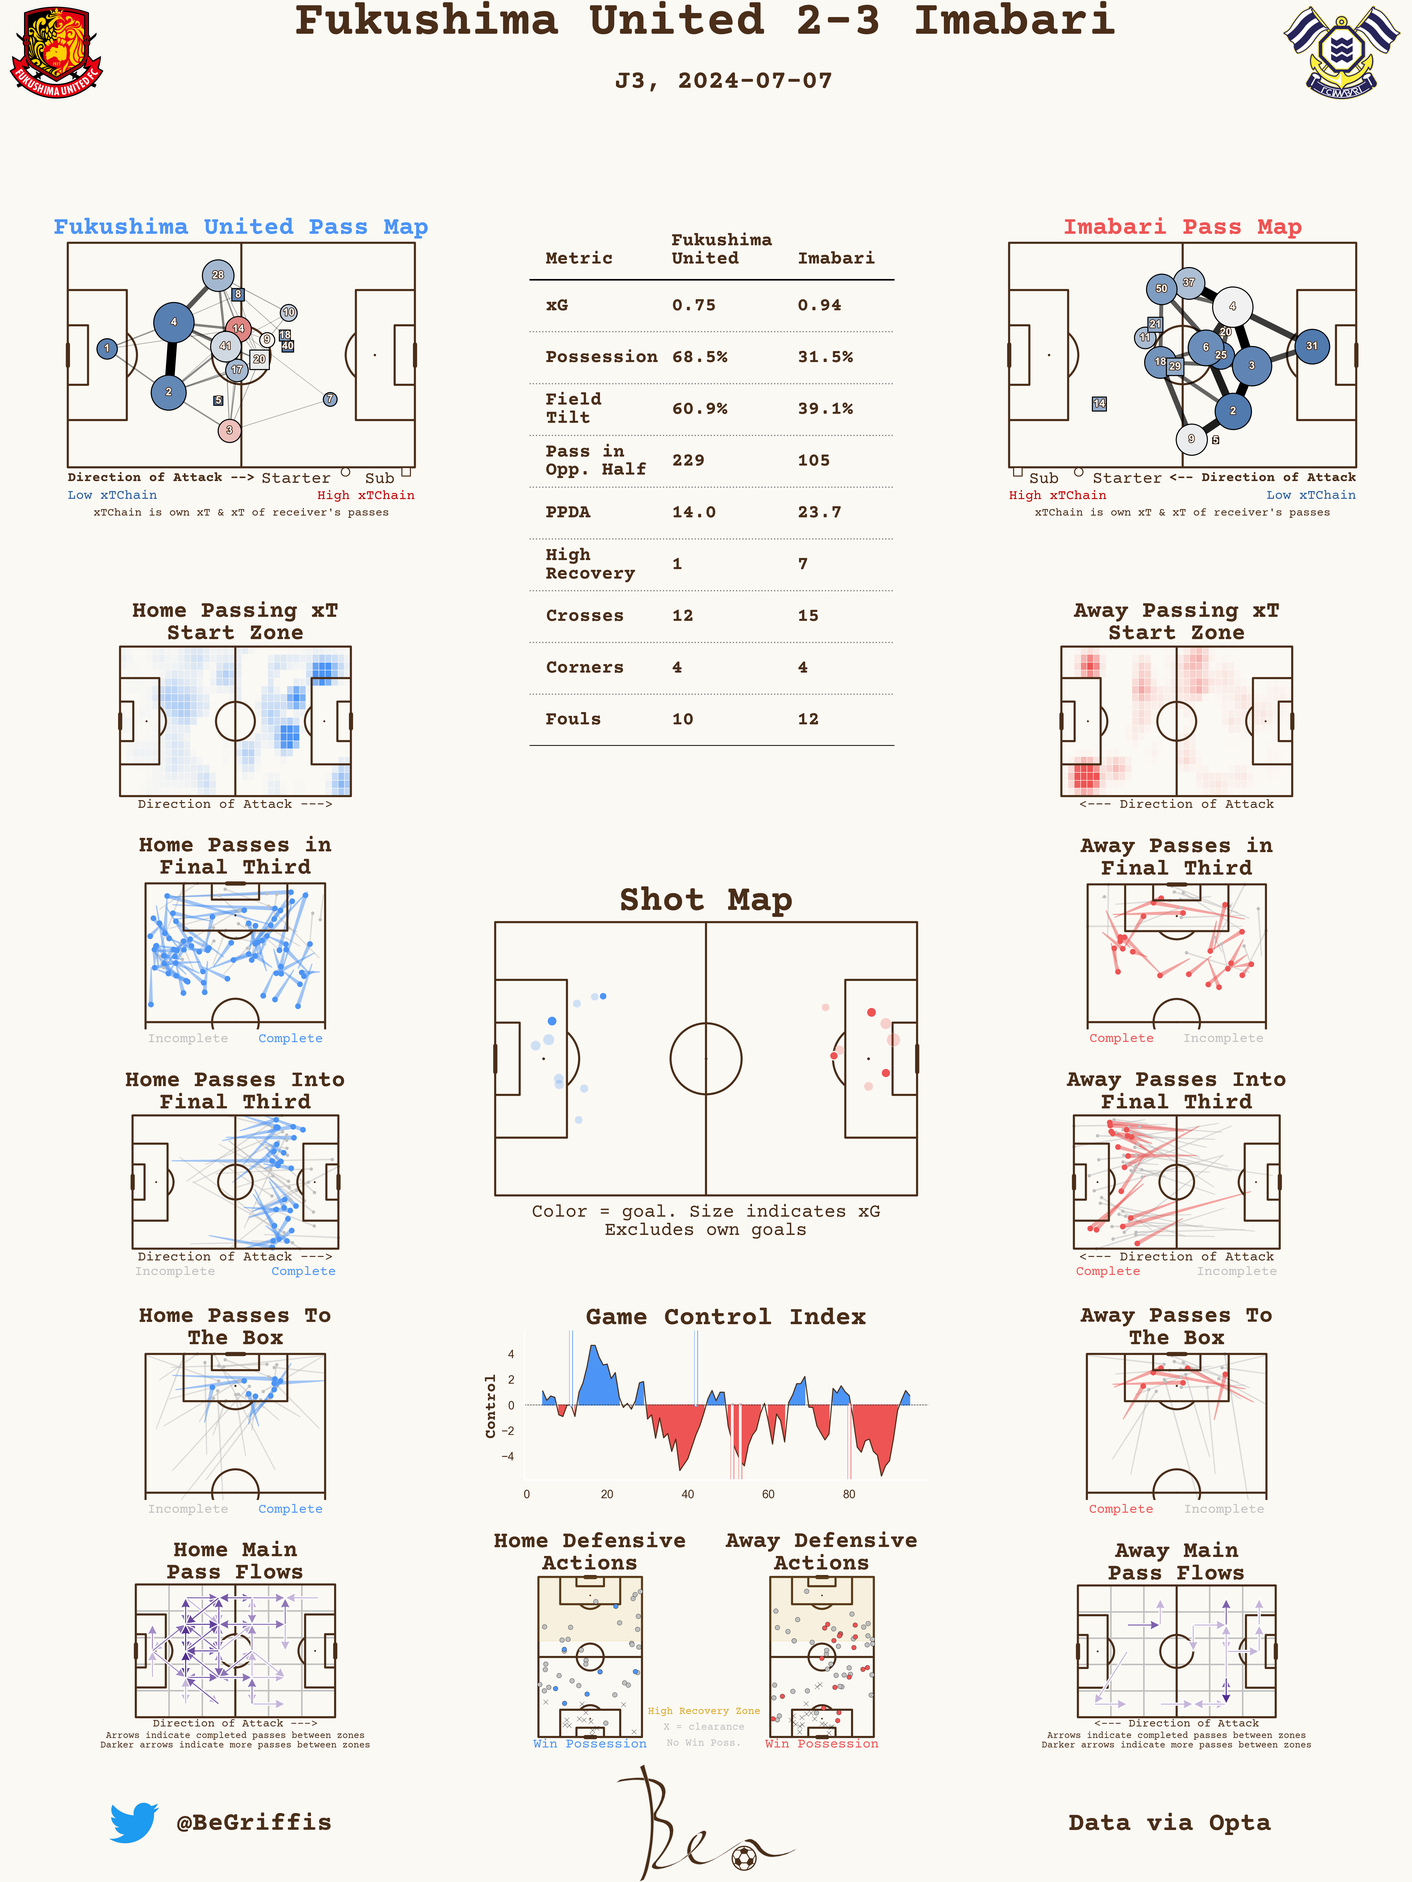 Fukushima United 2-3 Imabari
J3, 2024-07-07
FUKUSHIMA UNITED FC
FC IMABARI
Fukushima United Pass Map
28
8
10
4
14
18
9
40
1
41
20
17
2
5
7
3
Direction of Attack --> Starter Sub
Low xTChain High xTChain
xTChain is own xT & xT of receiver's passes
Metric Fukushima United Imabari
xG 0.75 0.94
Possession 68.5% 31.5%
Field Tilt 60.9% 39.1%
Pass in Opp. Half 229 105
PPDA 14.0 23.7
High Recovery 1 7
Crosses 12 15
Corners 4 4
Fouls 10 12
Imabari Pass Map
37
50
4
21
20
11
6
31
25
18
29
3
14
2
9
5
Sub Starter <-- Direction of Attack
High xTChain Low xTChain
xTChain is own xT & xT of receiver's passes
Home Passing xT
Start Zone
Direction of Attack --->
Away Passing xT
Start Zone
<--- Direction of Attack
Home Passes in
Final Third
Incomplete Complete
Shot Map
Color = goal. Size indicates xG
Excludes own goals
Away Passes in
Final Third
Complete Incomplete
Home Passes Into
Final Third
Direction of Attack --->
Incomplete Complete
Away Passes Into
Final Third
<--- Direction of Attack
Complete Incomplete
Home Passes To
The Box
Incomplete Complete
Game Control Index
Control
4
2
0
−2
−4
0 20 40 60 80
Away Passes To
The Box
Complete Incomplete
Home Main
Pass Flows
Direction of Attack --->
Arrows indicate completed passes between zones
Darker arrows indicate more passes between zones
Home Defensive
Actions
Win Possession
High Recovery Zone
X = clearance
No Win Poss.
Away Defensive
Actions
Win Possession
Away Main
Pass Flows
<--- Direction of Attack
Arrows indicate completed passes between zones
Darker arrows indicate more passes between zones
@BeGriffis
Ben
Data via Opta